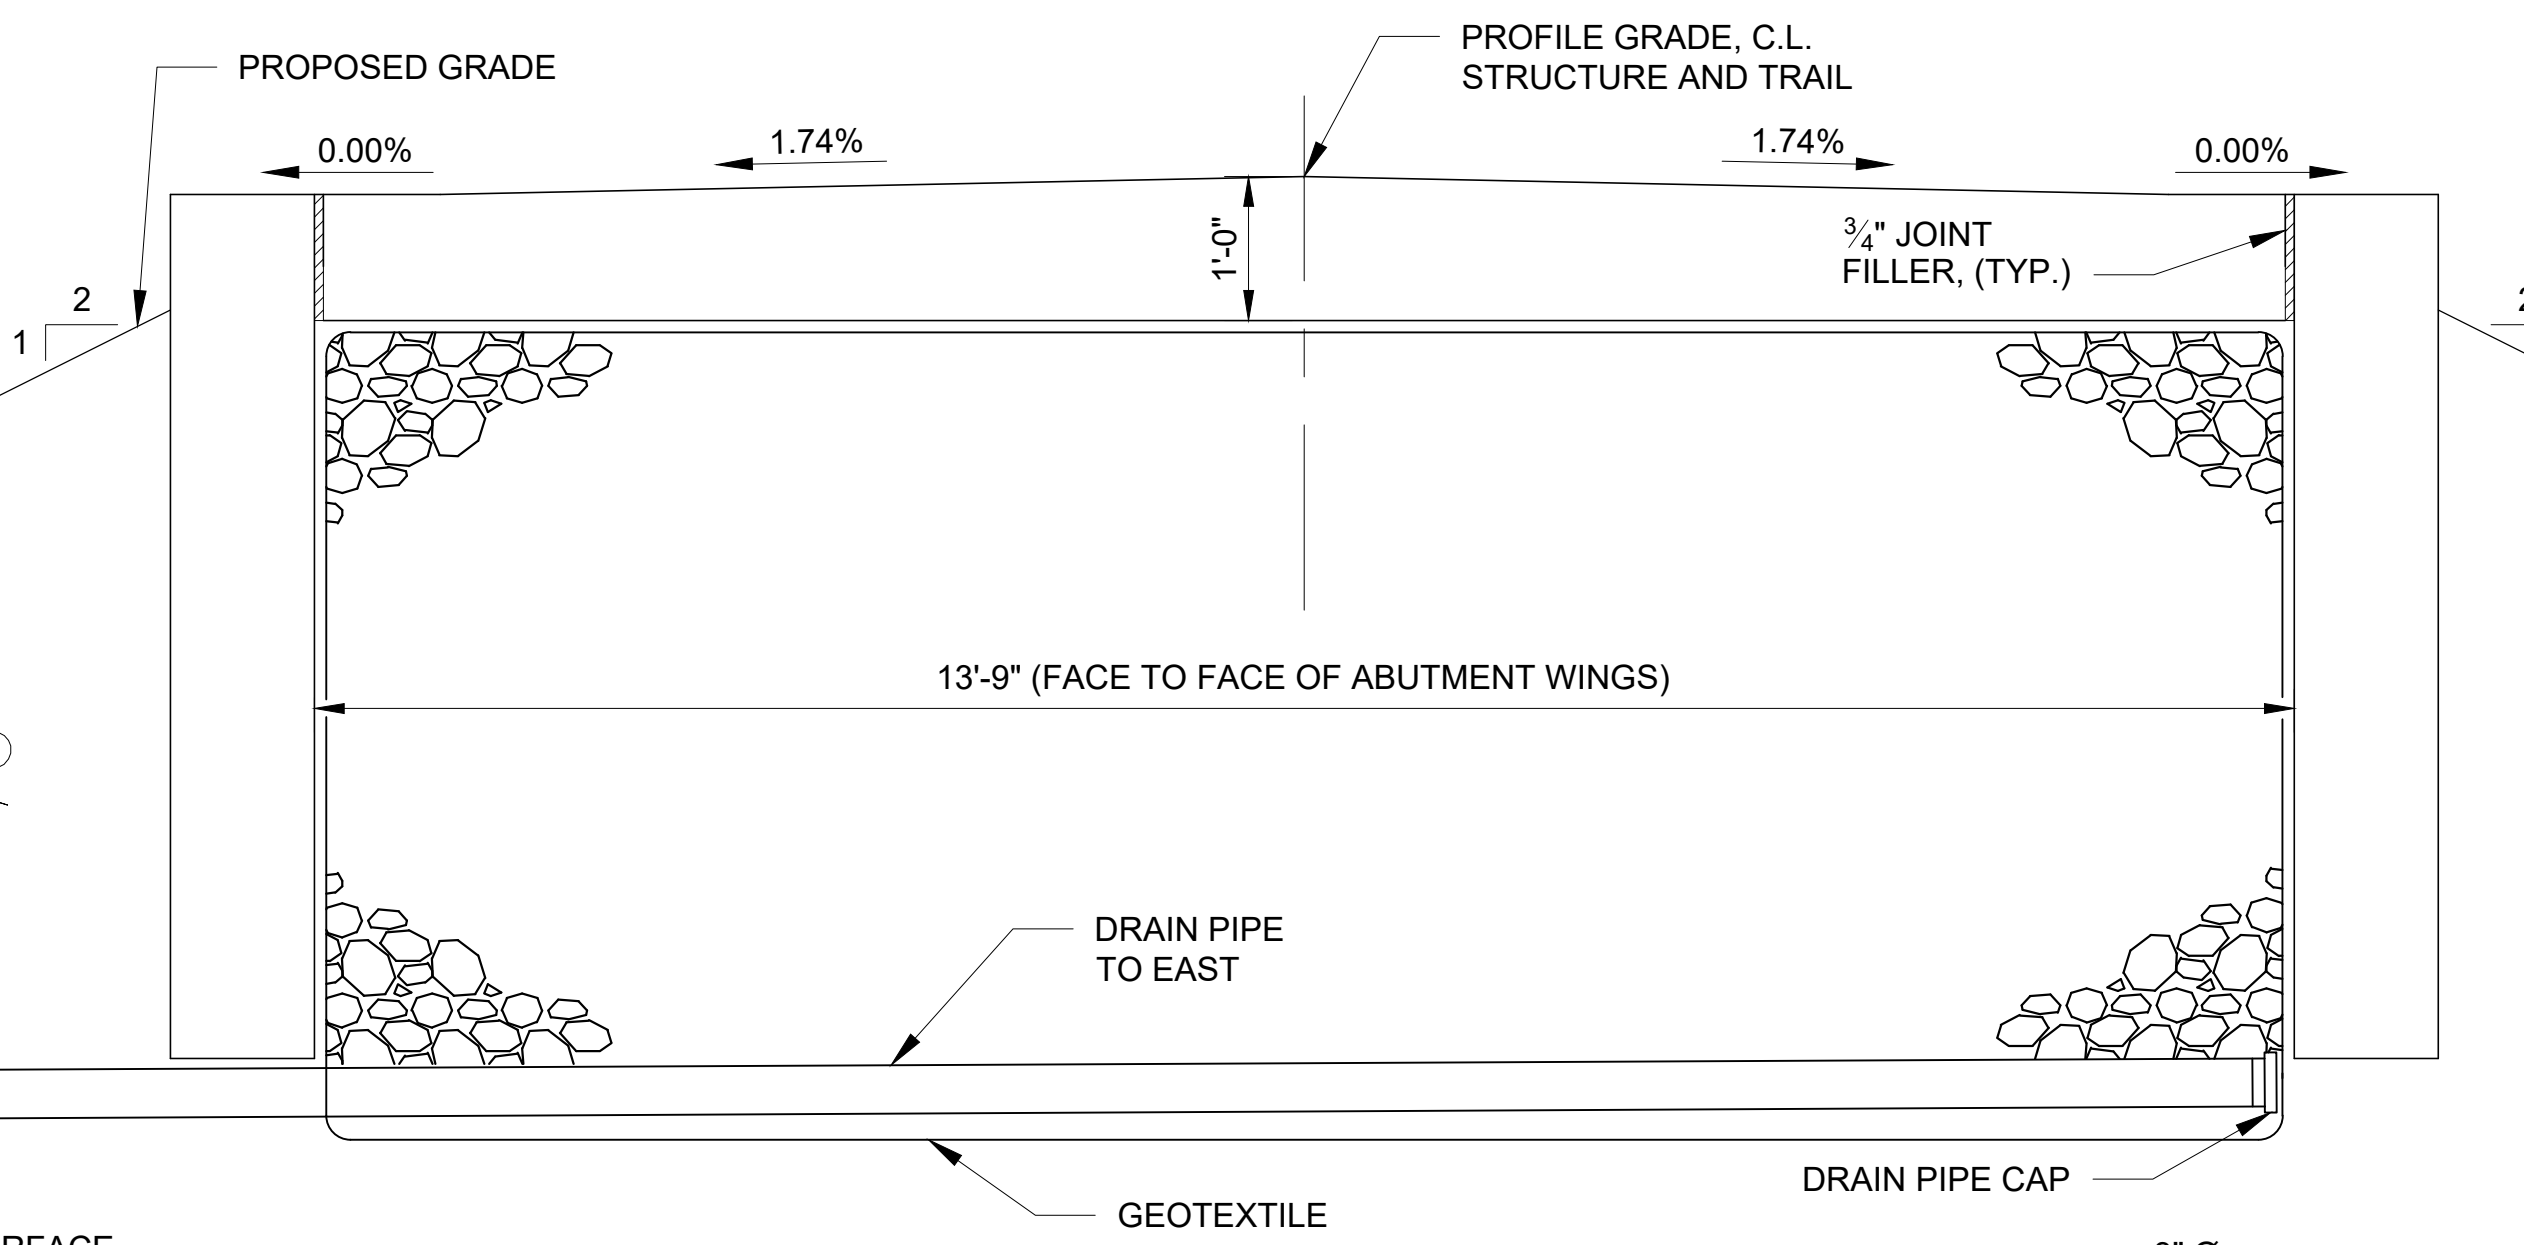 PROFILE GRADE, C.L.
STRUCTURE AND TRAIL
PROPOSED GRADE
0.00%
1.74%
1.74%
0.00%
1'-0"
3/4" JOINT
FILLER, (TYP.)
2
1
13'-9" (FACE TO FACE OF ABUTMENT WINGS)
DRAIN PIPE
TO EAST
DRAIN PIPE CAP
GEOTEXTILE